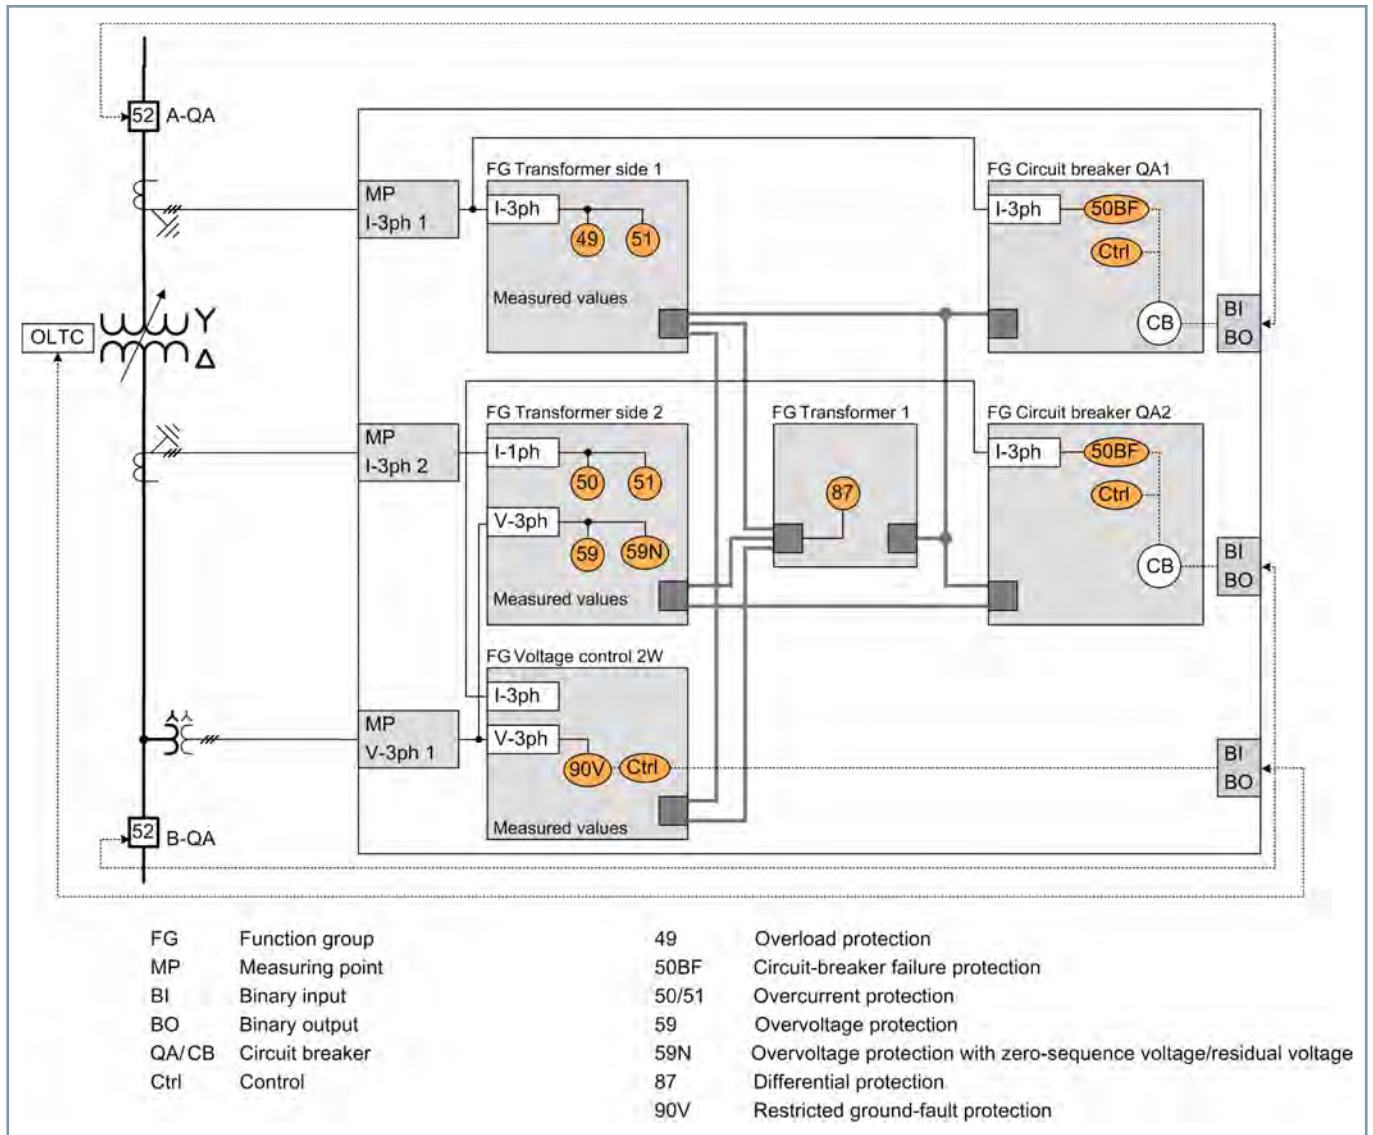 52 A-QA
MP
I-3ph 1
FG Transformer side 1
I-3ph
49 51
Measured values
FG Circuit breaker QA1
I-3ph 50BF
Ctrl
CB
BI
BO
OLTC
Y
Δ
MP
I-3ph 2
FG Transformer side 2
I-1ph
50 51
V-3ph
59 59N
Measured values
FG Transformer 1
87
FG Circuit breaker QA2
I-3ph 50BF
Ctrl
CB
BI
BO
FG Voltage control 2W
I-3ph
MP
V-3ph 1
V-3ph
90V Ctrl
Measured values
BI
BO
52 B-QA
FG Function group
MP Measuring point
BI Binary input
BO Binary output
QA/CB Circuit breaker
Ctrl Control
49 Overload protection
50BF Circuit-breaker failure protection
50/51 Overcurrent protection
59 Overvoltage protection
59N Overvoltage protection with zero-sequence voltage/residual voltage
87 Differential protection
90V Restricted ground-fault protection